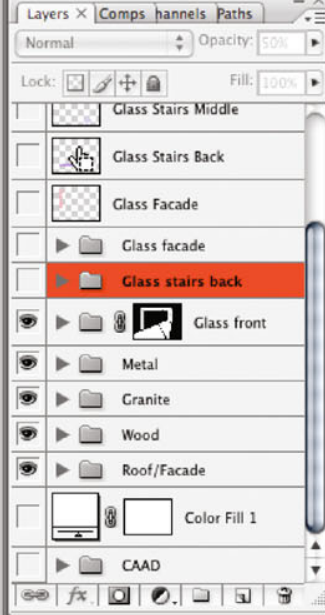 Layers × Comps hannels Paths
Normal Opacity: 50%
Lock: Fill: 100%
Glass Stairs Middle
Glass Stairs Back
Glass Facade
Glass facade
Glass stairs back
Glass front
Metal
Granite
Wood
Roof/Facade
Color Fill 1
CAAD
fx.